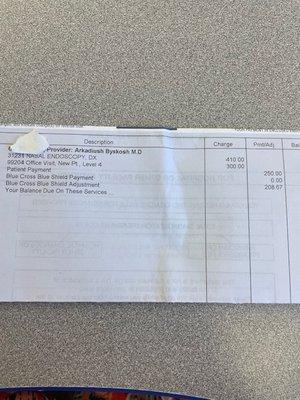 Description Charge Pmt/Adj. Bal
Provider: Arkadiush Byskosh M.D
31231 NASAL ENDOSCOPY, DX 410.00
99204 Office Visit, New Pt., Level 4 300.00
Patient Payment 250.00
Blue Cross Blue Shield Payment 0.00
Blue Cross Blue Shield Adjustment 208.67
Your Balance Due On These Services ...